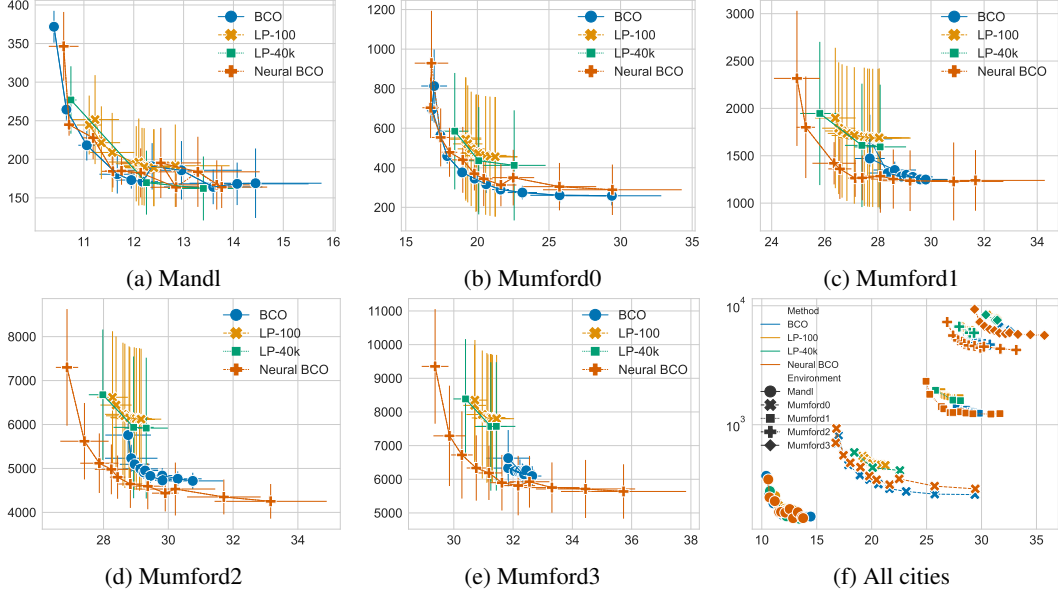 400
350
300
250
200
150
11
12
13
14
15
16
BCO
LP-100
LP-40k
Neural BCO
(a) Mandl
1200
1000
800
600
400
200
15
20
25
30
35
BCO
LP-100
LP-40k
Neural BCO
(b) Mumford0
3000
2500
2000
1500
1000
24
26
28
30
32
34
BCO
LP-100
LP-40k
Neural BCO
(c) Mumford1
8000
7000
6000
5000
4000
28
30
32
34
BCO
LP-100
LP-40k
Neural BCO
(d) Mumford2
11000
10000
9000
8000
7000
6000
5000
30
32
34
36
38
BCO
LP-100
LP-40k
Neural BCO
(e) Mumford3
10⁴
10³
10
15
20
25
30
35
Method
BCO
LP-100
LP-40k
Neural BCO
Environment
Mandl
Mumford0
Mumford1
Mumford2
Mumford3
(f) All cities